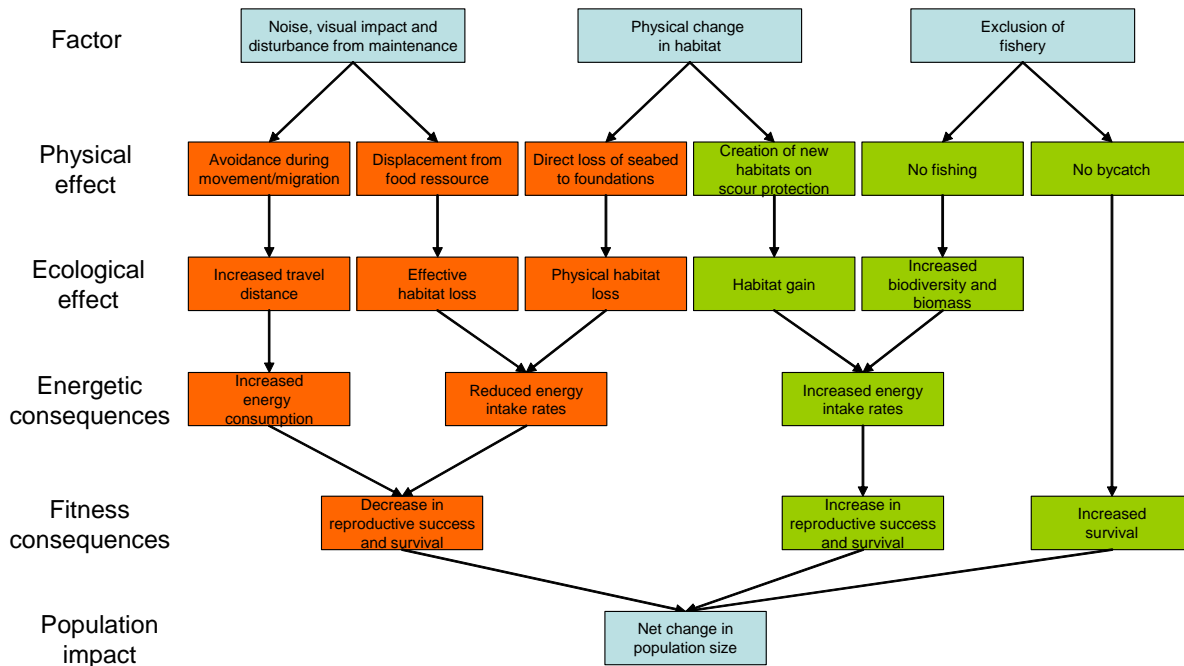 Factor
Noise, visual impact and
disturbance from maintenance
Physical change
in habitat
Exclusion of
fishery
Physical
effect
Avoidance during
movement/migration
Displacement from
food ressource
Direct loss of seabed
to foundations
Creation of new
habitats on
scour protection
No fishing
No bycatch
Ecological
effect
Increased travel
distance
Effective
habitat loss
Physical habitat
loss
Habitat gain
Increased
biodiversity and
biomass
Energetic
consequences
Increased
energy
consumption
Reduced energy
intake rates
Increased energy
intake rates
Fitness
consequences
Decrease in
reproductive success
and survival
Increase in
reproductive success
and survival
Increased
survival
Population
impact
Net change in
population size